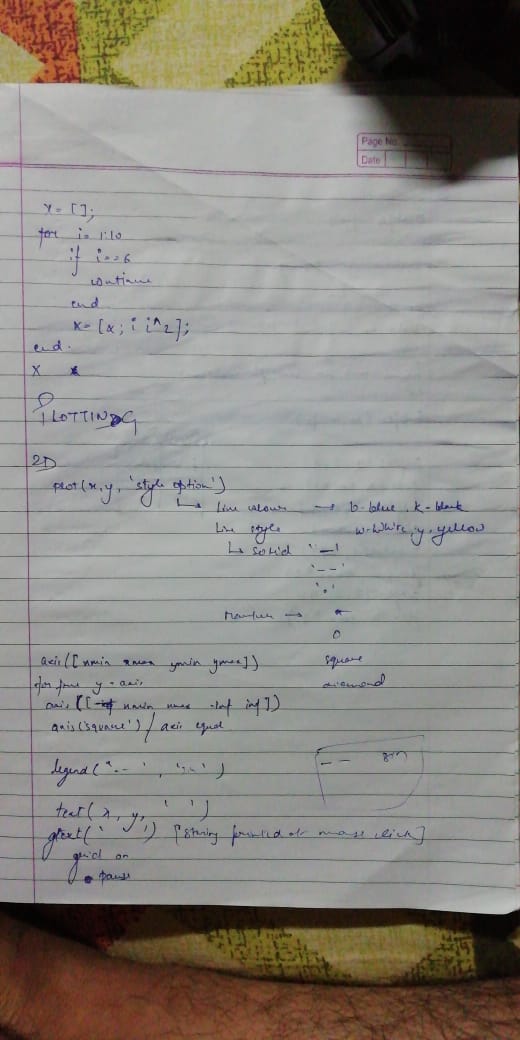 Page No.
Date
x = [];
for i = 1:10
if i == 6
continue
end
x = [x; i i^2];
end.
x
PLOTTING
2D
plot(x, y, 'style option')
↳ line colour → b-blue, k-black
line style w-white, y-yellow
↳ solid '—'
'--'
':'
marker → *
o
axis([xmin xmax ymin ymax]) square
for free y-axis diamond
axis([xmin xmax -inf inf])
axis('square') / axis equal
legend('--', ' ') -- sin
text(x, y, ' ')
gtext(' ') [string printed at mouse click]
grid on
pause